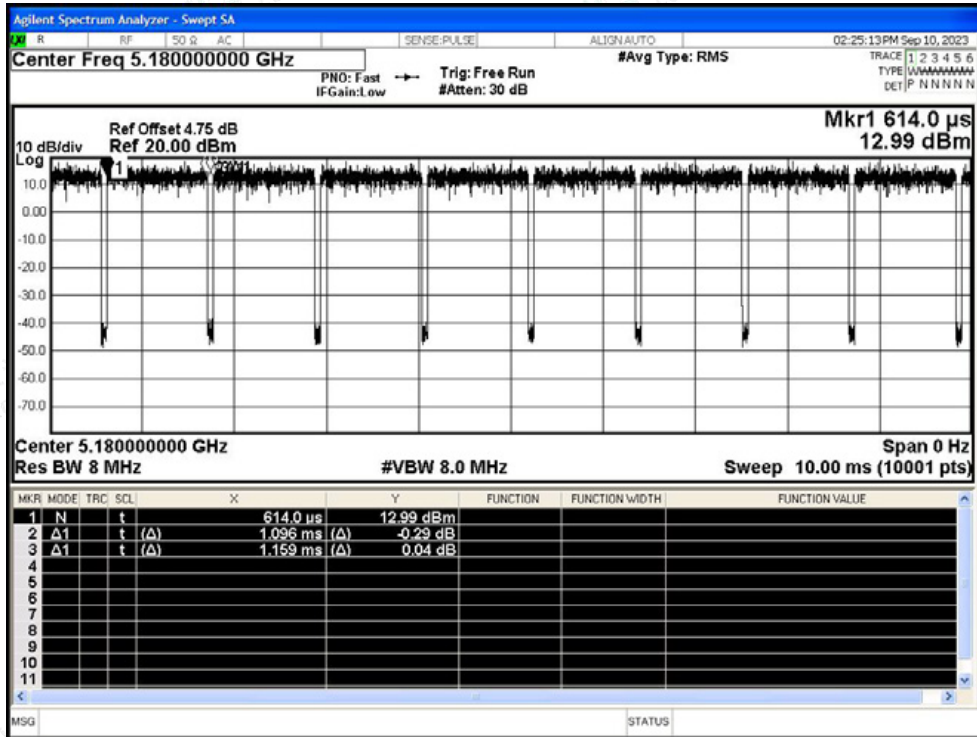 Agilent Spectrum Analyzer - Swept SA
LXI R RF 50 Ω AC SENSE:PULSE ALIGNAUTO 02:25:13PM Sep 10, 2023
Center Freq 5.180000000 GHz #Avg Type: RMS TRACE 1 2 3 4 5 6
PNO: Fast Trig: Free Run TYPE
IFGain:Low #Atten: 30 dB DET P N N N N N
Mkr1 614.0 µs
Ref Offset 4.75 dB
10 dB/div Ref 20.00 dBm 12.99 dBm
Log
1
10.0
0.00
-10.0
-20.0
-30.0
-40.0
-50.0
-60.0
-70.0
Center 5.180000000 GHz Span 0 Hz
Res BW 8 MHz #VBW 8.0 MHz Sweep 10.00 ms (10001 pts)
MKR MODE TRC SCL X Y FUNCTION FUNCTION WIDTH FUNCTION VALUE
1 N t 614.0 µs 12.99 dBm
2 Δ1 t (Δ) 1.096 ms (Δ) -0.29 dB
3 Δ1 t (Δ) 1.159 ms (Δ) 0.04 dB
4
5
6
7
8
9
10
11
MSG STATUS